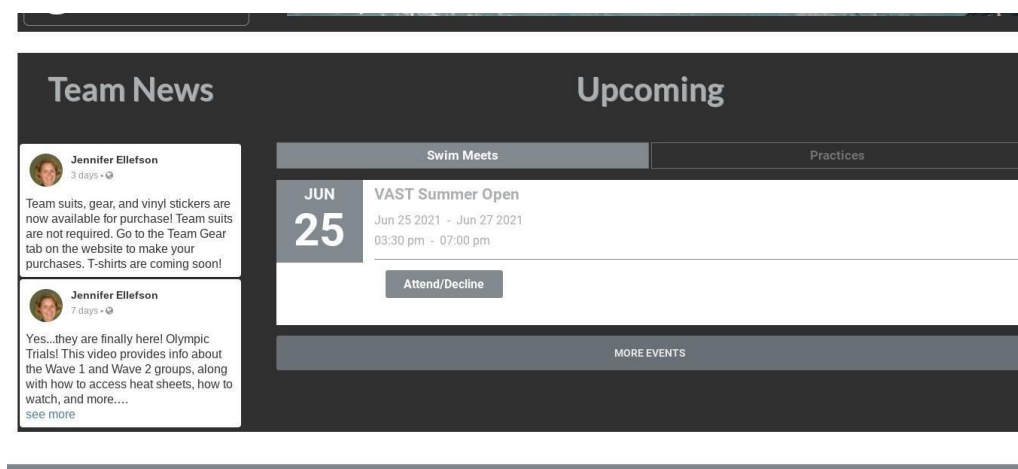 Team News
Jennifer Ellefson
3 days •
Team suits, gear, and vinyl stickers are
now available for purchase! Team suits
are not required. Go to the Team Gear
tab on the website to make your
purchases. T-shirts are coming soon!
Jennifer Ellefson
7 days •
Yes...they are finally here! Olympic
Trials! This video provides info about
the Wave 1 and Wave 2 groups, along
with how to access heat sheets, how to
watch, and more....
see more
Upcoming
Swim Meets
Practices
JUN
25
VAST Summer Open
Jun 25 2021 - Jun 27 2021
03:30 pm - 07:00 pm
Attend/Decline
MORE EVENTS